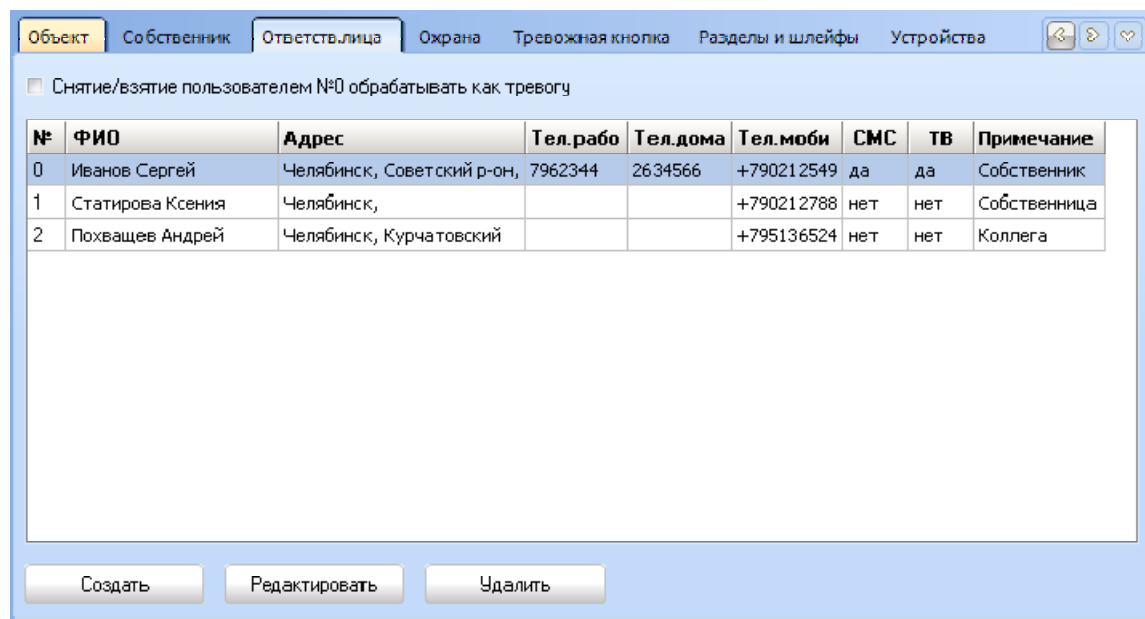 Объект Собственник Ответств.лица Охрана Тревожная кнопка Разделы и шлейфы Устройства
Снятие/взятие пользователем №0 обрабатывать как тревогу
№ ФИО Адрес Тел.рабо Тел.дома Тел.моби СМС ТВ Примечание
0 Иванов Сергей Челябинск, Советский р-он, 7962344 2634566 +790212549 да да Собственник
1 Статирова Ксения Челябинск, +790212788 нет нет Собственница
2 Похващев Андрей Челябинск, Курчатовский +795136524 нет нет Коллега
Создать Редактировать Удалить